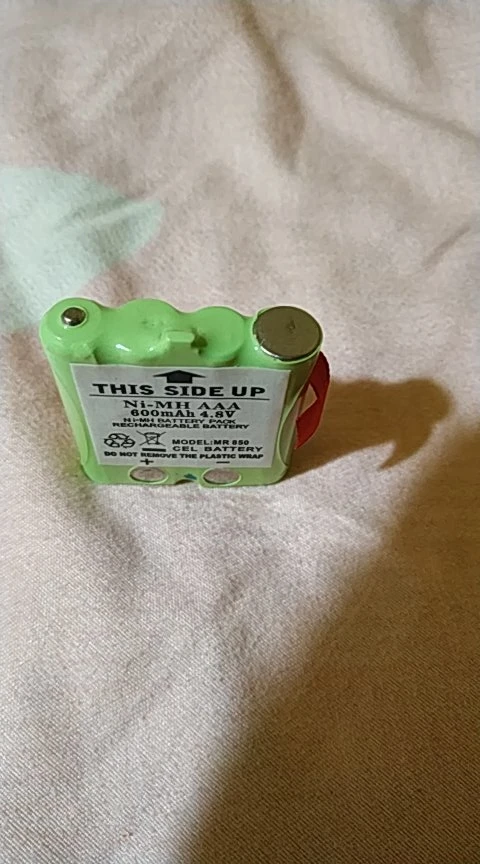 THIS SIDE UP
Ni-MH AAA
600mAh 4.8V
Ni-MH BATTERY PACK
RECHARGEABLE BATTERY
MODEL:MR 850
CEL BATTERY
DO NOT REMOVE THE PLASTIC WRAP
+ −